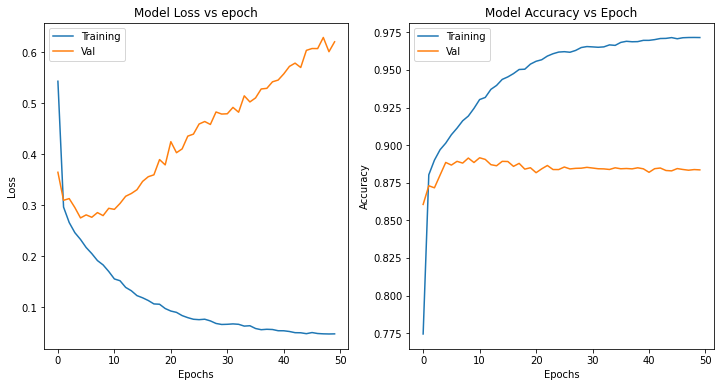 Model Loss vs epoch
Training
Val
0.6
0.5
0.4
0.3
0.2
0.1
Loss
0 10 20 30 40 50
Epochs
Model Accuracy vs Epoch
Training
Val
0.975
0.950
0.925
0.900
0.875
0.850
0.825
0.800
0.775
Accuracy
0 10 20 30 40 50
Epochs